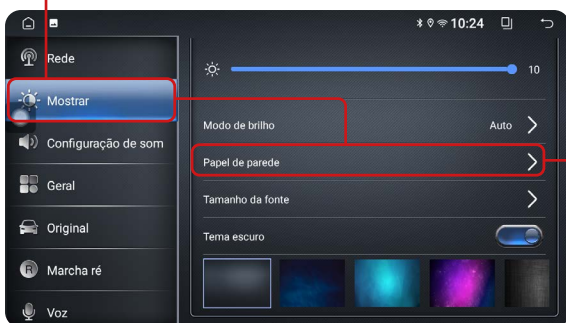 10:24
Rede
10
Mostrar
Modo de brilho
Auto
Configuração de som
Papel de parede
Geral
Tamanho da fonte
Original
Tema escuro
R
Marcha ré
Voz